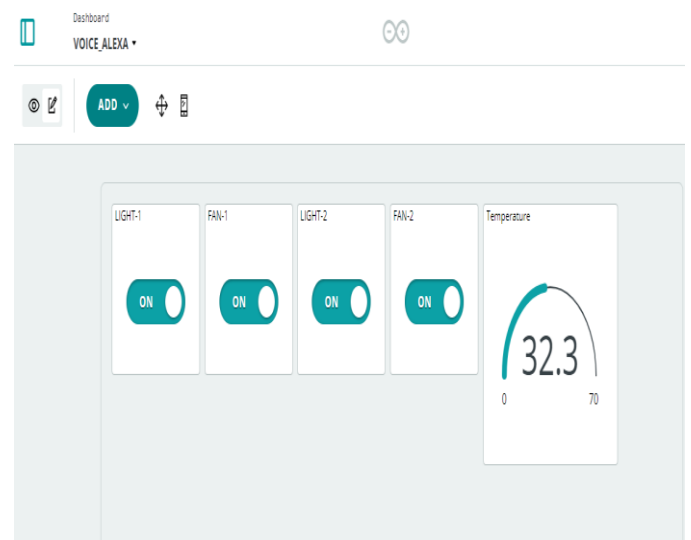 Dashboard
VOICE_ALEXA
ADD
LIGHT-1
FAN-1
LIGHT-2
FAN-2
Temperature
ON
ON
ON
ON
32.3
0
70